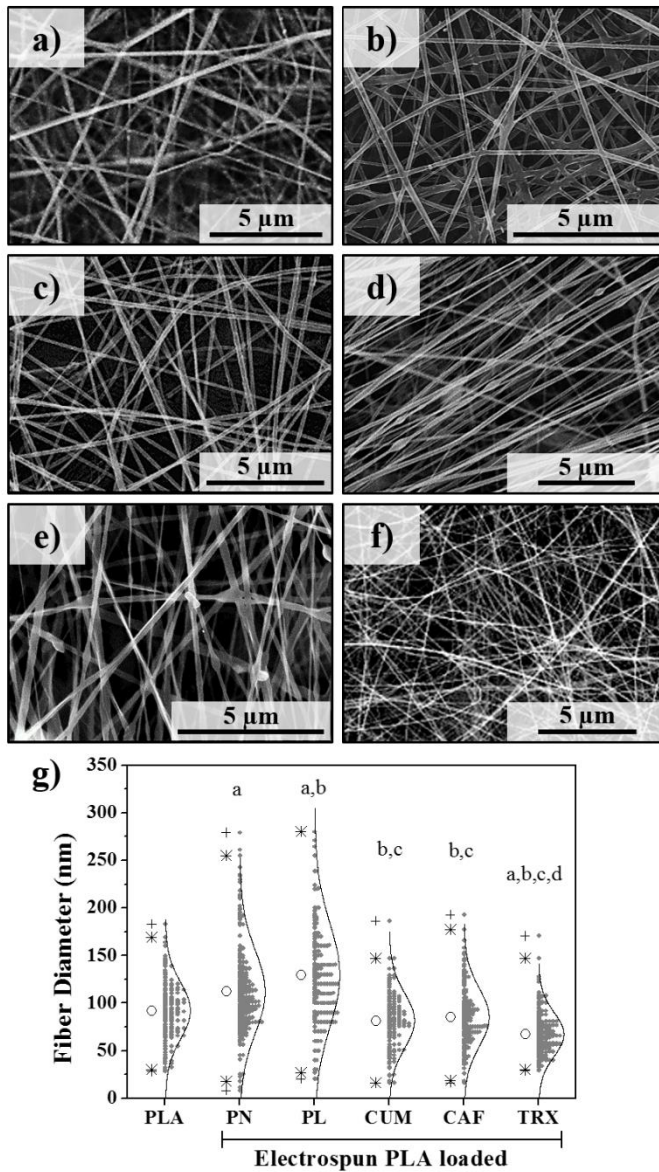 a)
b)
5 µm
5 µm
c)
d)
5 µm
5 µm
e)
f)
5 µm
5 µm
g)
350
300
250
200
150
100
50
0
Fiber Diameter (nm)
a
a,b
b,c
b,c
a,b,c,d
PLA PN PL CUM CAF TRX
Electrospun PLA loaded